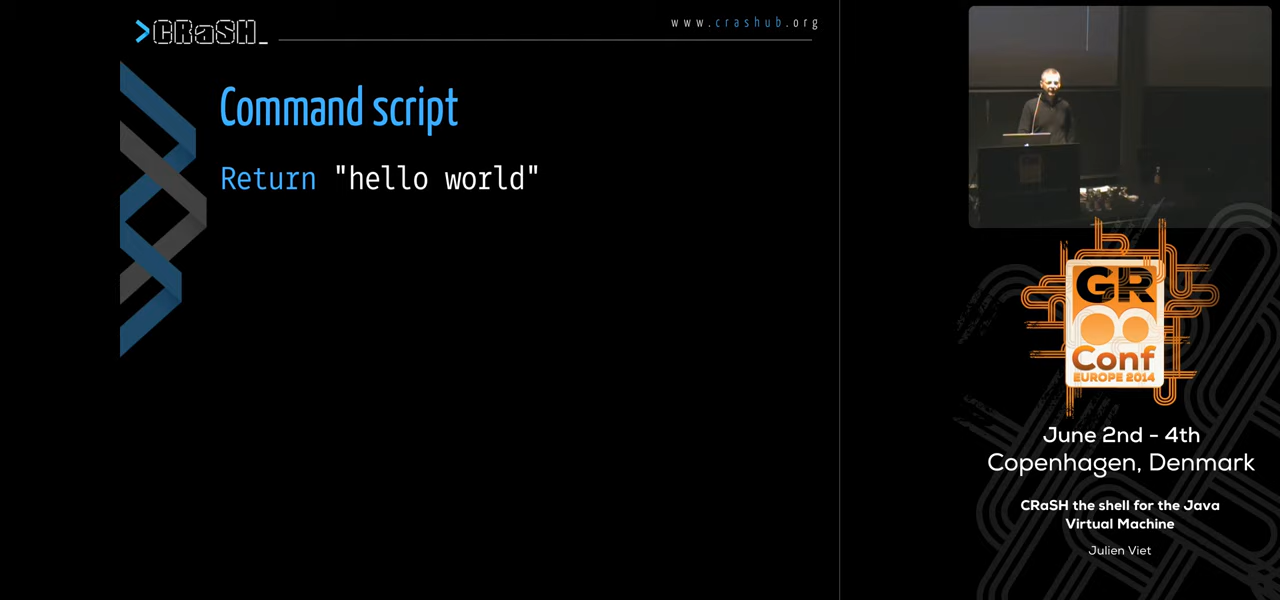 CRaSH_
www.crashub.org
Command script
Return "hello world"
GR
Conf
EUROPE 2014
June 2nd - 4th
Copenhagen, Denmark
CRaSH the shell for the Java
Virtual Machine
Julien Viet